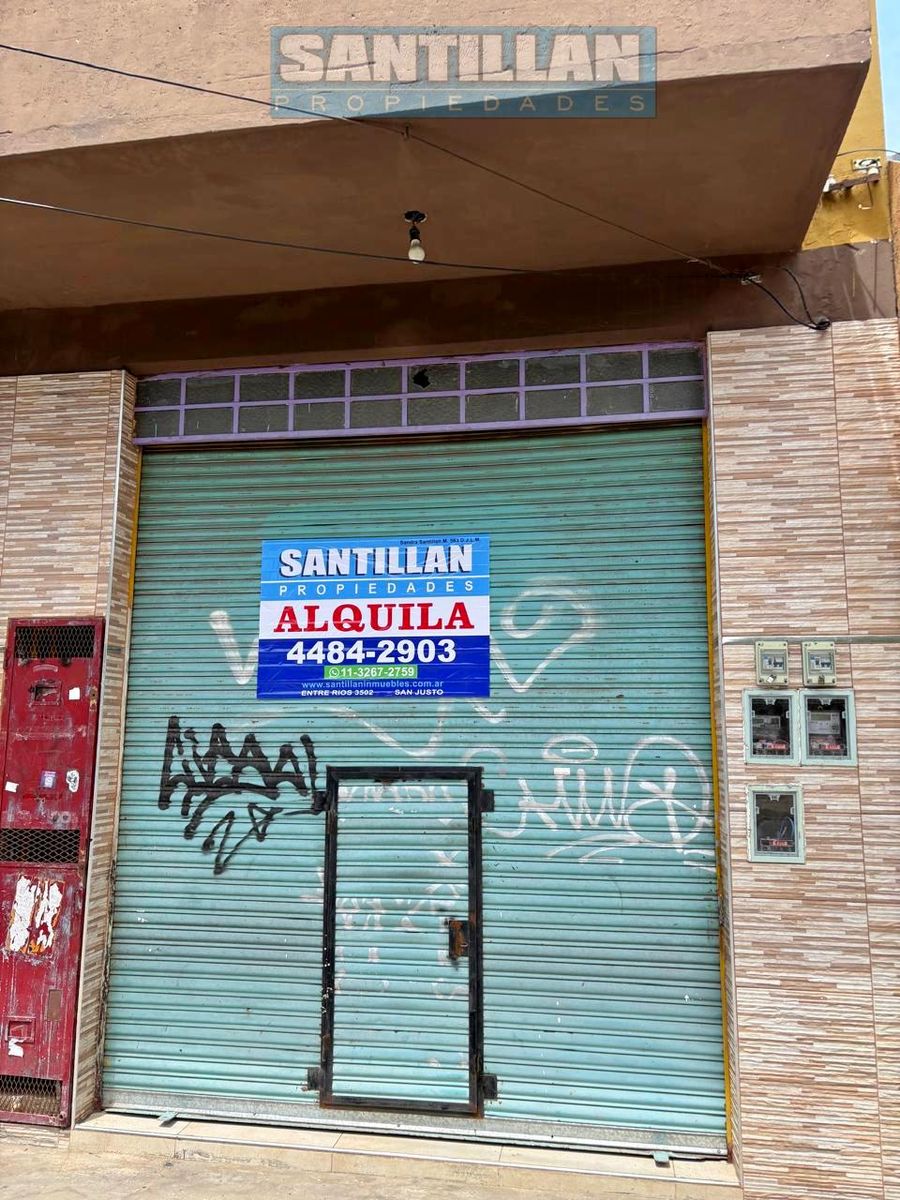 SANTILLAN
PROPIEDADES
Sandra Santillan M. 563 D.J.L.M.
SANTILLAN
PROPIEDADES
ALQUILA
4484-2903
11-3267-2759
www.santillaninmuebles.com.ar
ENTRE RIOS 3502 SAN JUSTO